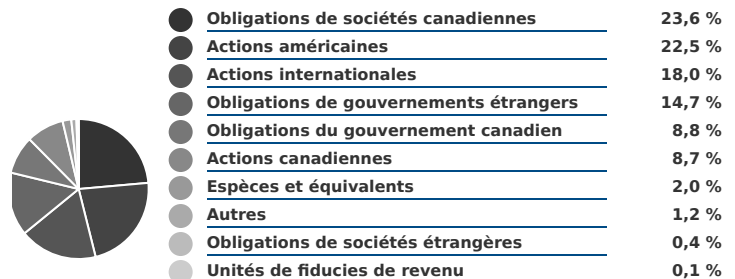 Obligations de sociétés canadiennes 23,6 %
Actions américaines 22,5 %
Actions internationales 18,0 %
Obligations de gouvernements étrangers 14,7 %
Obligations du gouvernement canadien 8,8 %
Actions canadiennes 8,7 %
Espèces et équivalents 2,0 %
Autres 1,2 %
Obligations de sociétés étrangères 0,4 %
Unités de fiducies de revenu 0,1 %